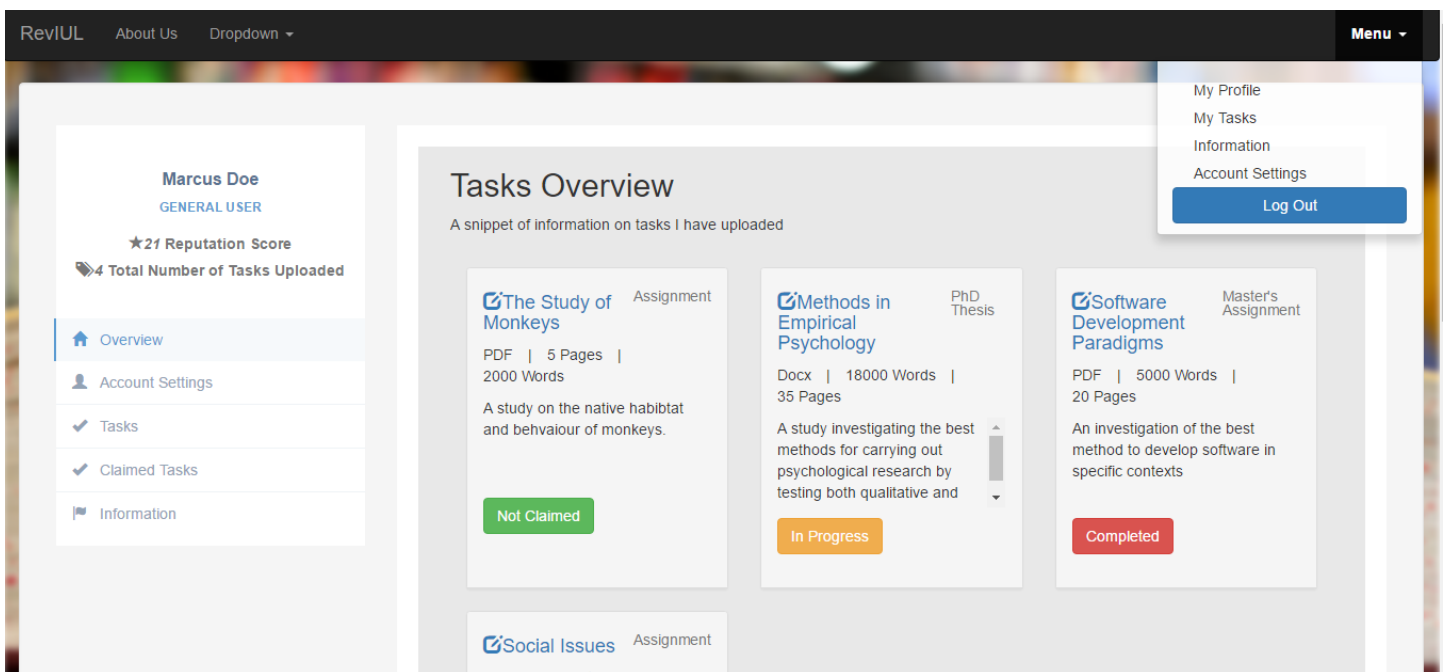 RevIUL About Us Dropdown Menu
My Profile
My Tasks
Information
Account Settings
Log Out
Marcus Doe
GENERAL USER
21 Reputation Score
4 Total Number of Tasks Uploaded
Overview
Account Settings
Tasks
Claimed Tasks
Information
Tasks Overview
A snippet of information on tasks I have uploaded
The Study of Assignment
Monkeys
PDF | 5 Pages |
2000 Words
A study on the native habibtat
and behvaiour of monkeys.
Not Claimed
Methods in PhD
Empirical Thesis
Psychology
Docx | 18000 Words |
35 Pages
A study investigating the best
methods for carrying out
psychological research by
testing both qualitative and
In Progress
Software Master's
Development Assignment
Paradigms
PDF | 5000 Words |
20 Pages
An investigation of the best
method to develop software in
specific contexts
Completed
Social Issues Assignment